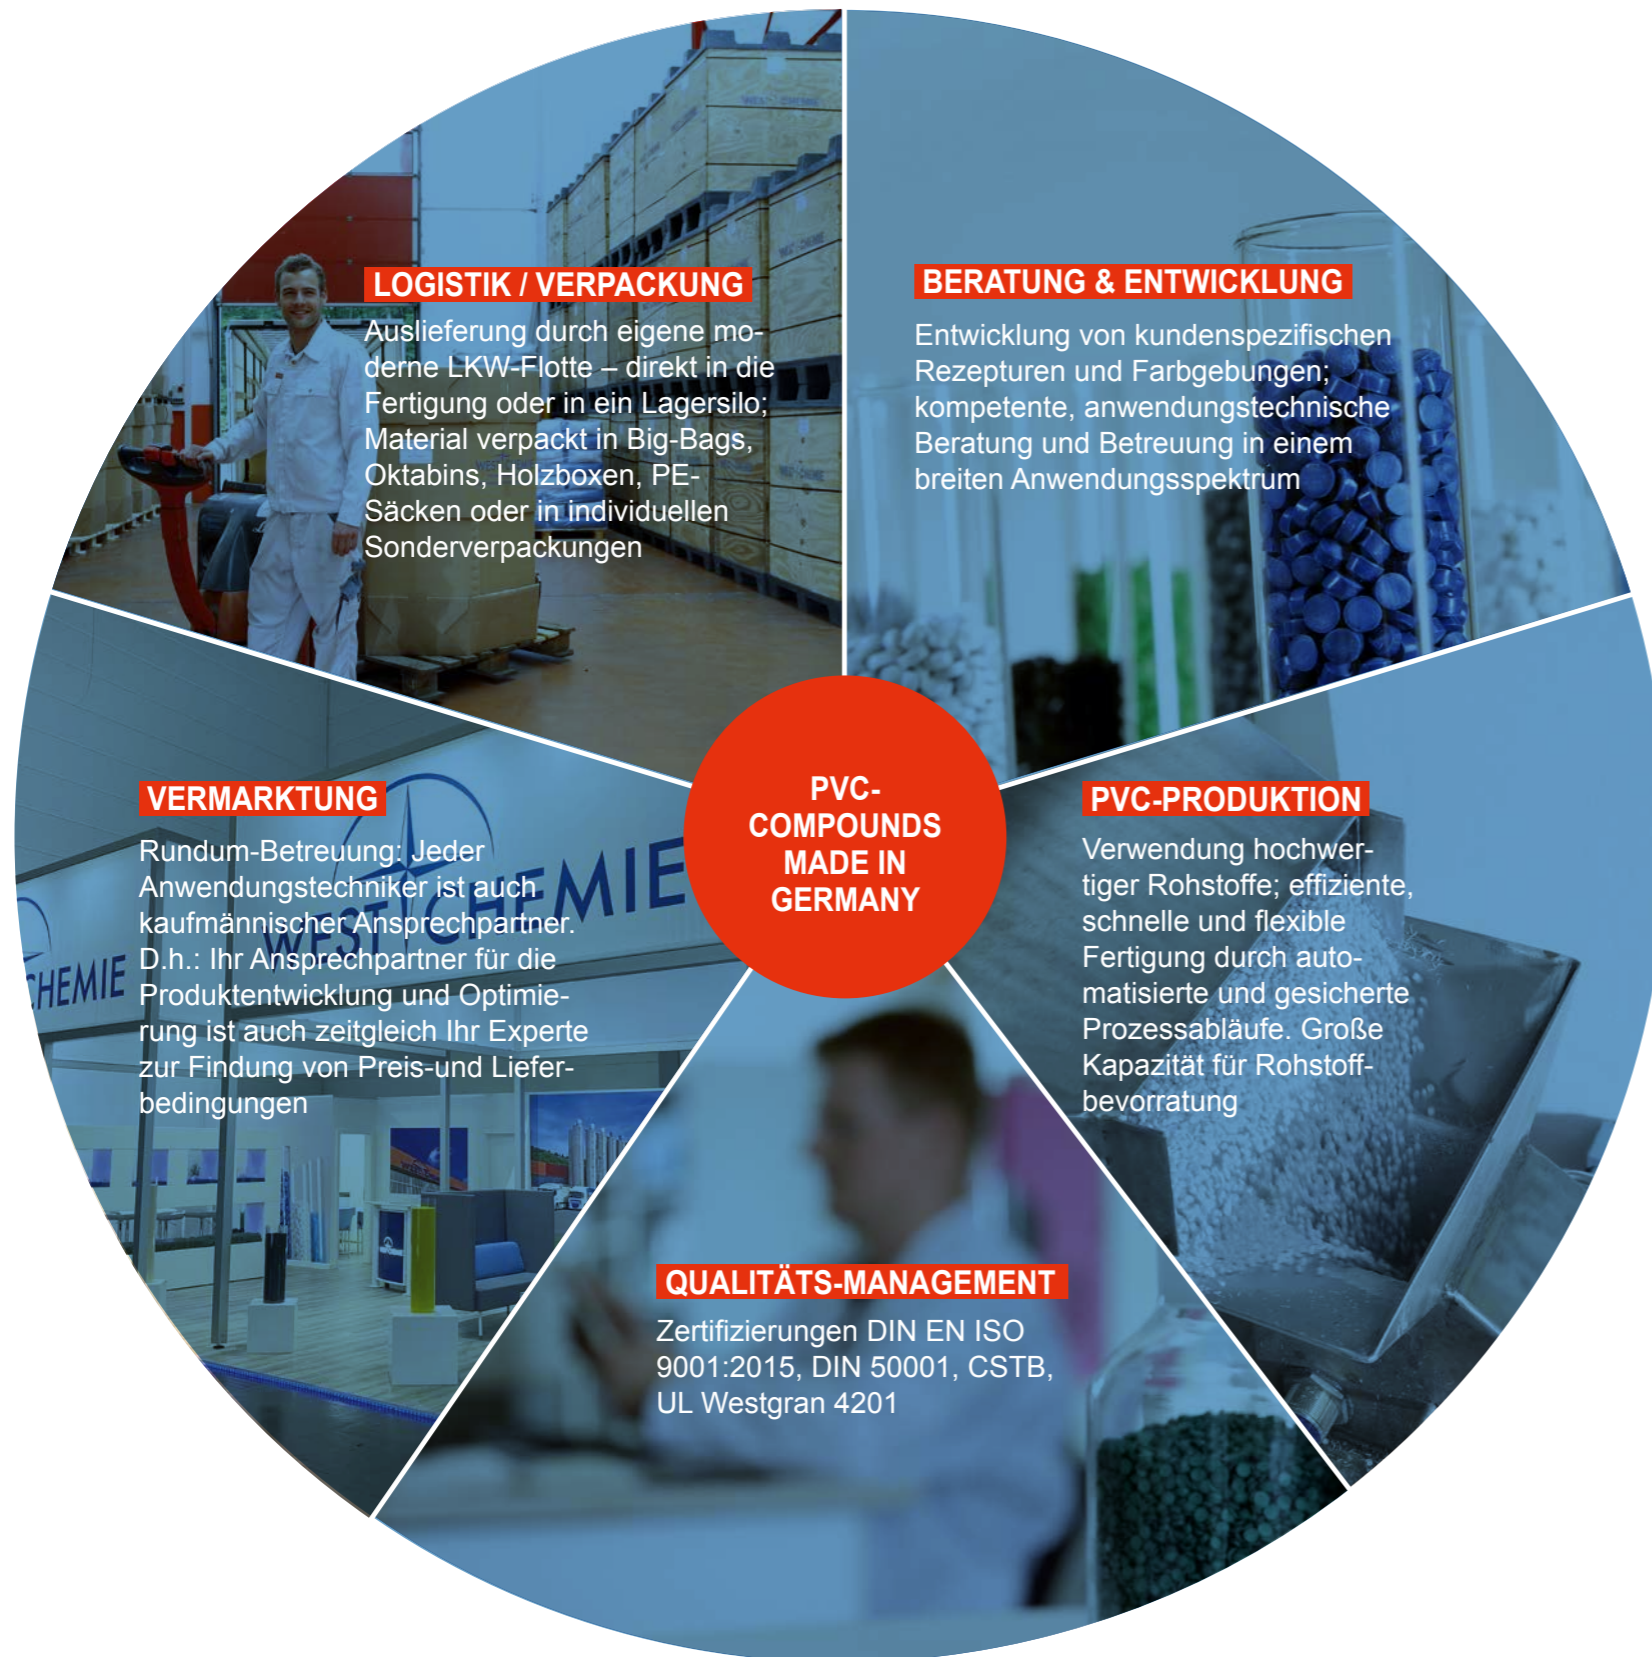 LOGISTIK / VERPACKUNG
Auslieferung durch eigene mo-
derne LKW-Flotte – direkt in die
Fertigung oder in ein Lagersilo;
Material verpackt in Big-Bags,
Oktabins, Holzboxen, PE-
Säcken oder in individuellen
Sonderverpackungen
BERATUNG & ENTWICKLUNG
Entwicklung von kundenspezifischen
Rezepturen und Farbgebungen;
kompetente, anwendungstechnische
Beratung und Betreuung in einem
breiten Anwendungsspektrum
PVC-
COMPOUNDS
MADE IN
GERMANY
VERMARKTUNG
Rundum-Betreuung: Jeder
Anwendungstechniker ist auch
kaufmännischer Ansprechpartner.
D.h.: Ihr Ansprechpartner für die
Produktentwicklung und Optimie-
rung ist auch zeitgleich Ihr Experte
zur Findung von Preis-und Liefer-
bedingungen
WEST CHEMIE
CHEMIE
PVC-PRODUKTION
Verwendung hochwer-
tiger Rohstoffe; effiziente,
schnelle und flexible
Fertigung durch auto-
matisierte und gesicherte
Prozessabläufe. Große
Kapazität für Rohstoff-
bevorratung
QUALITÄTS-MANAGEMENT
Zertifizierungen DIN EN ISO
9001:2015, DIN 50001, CSTB,
UL Westgran 4201